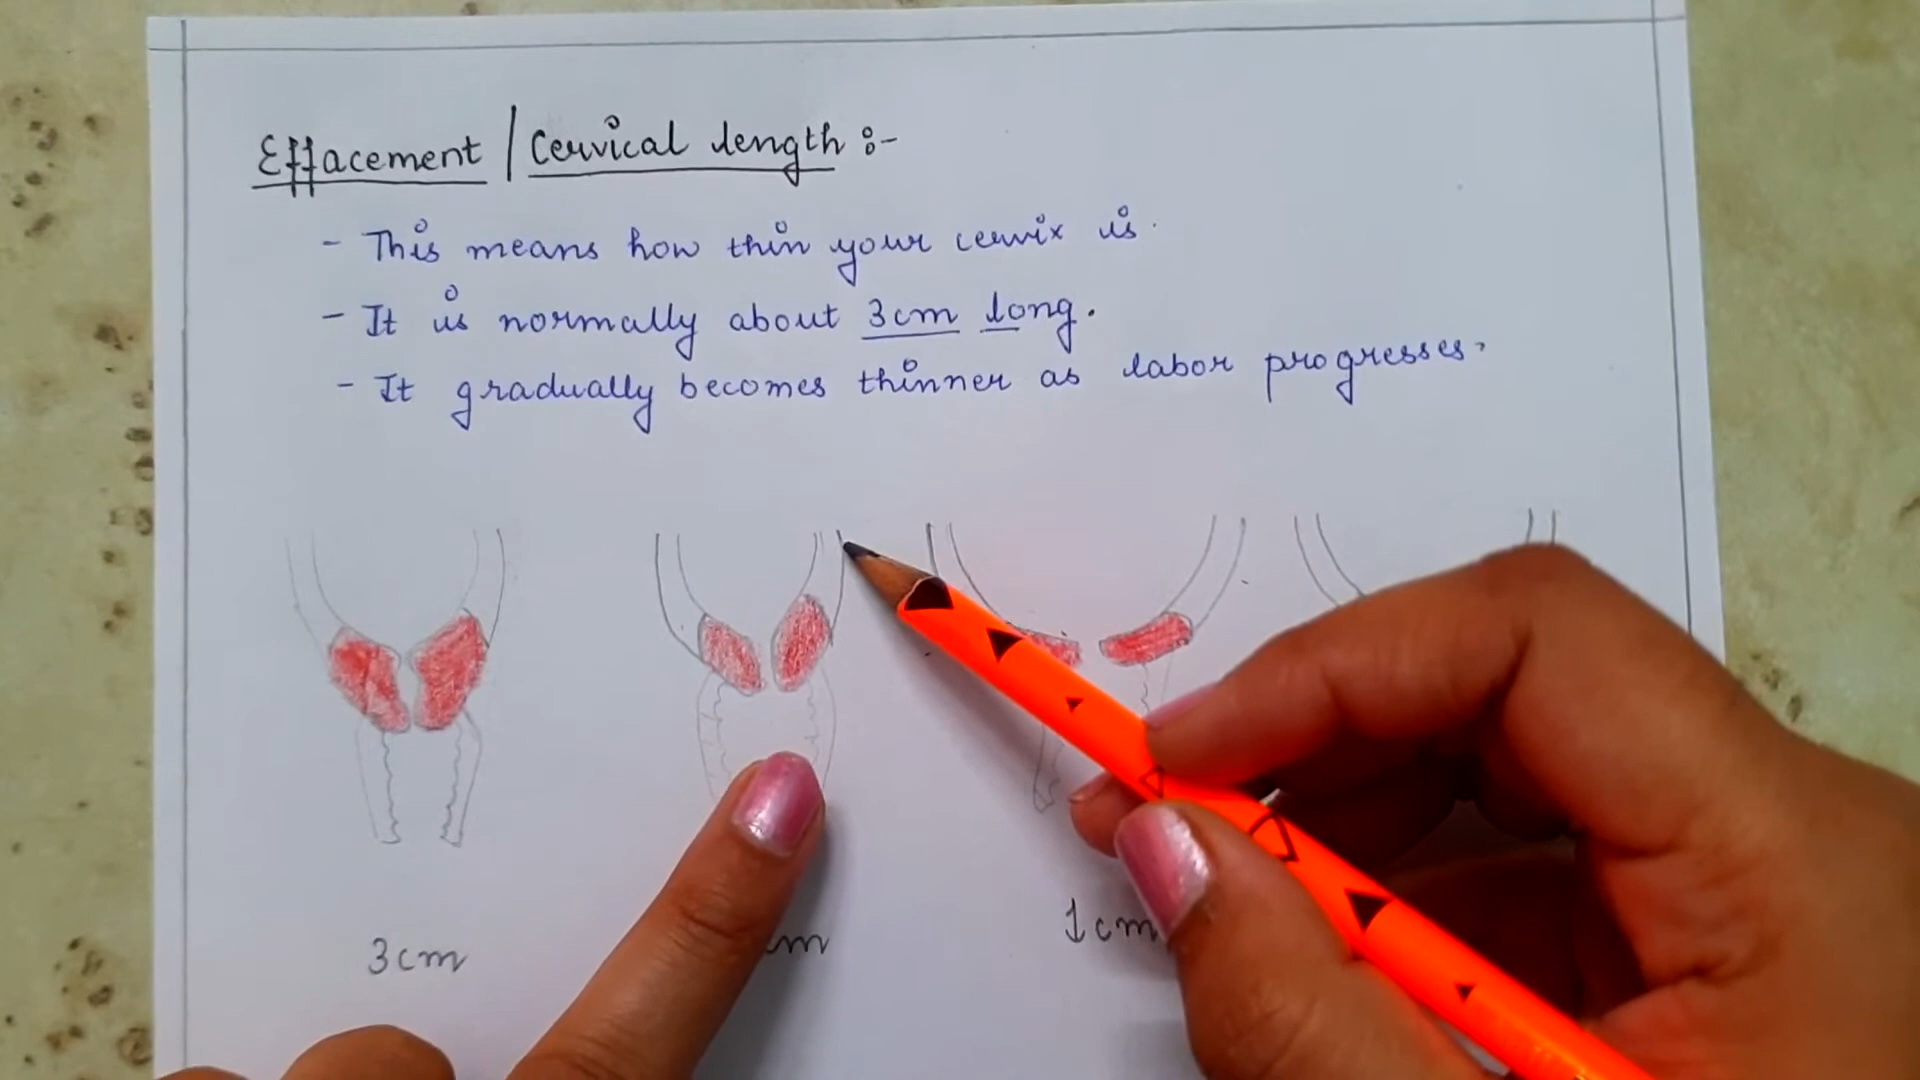 Effacement / Cervical length :-
- This means how thin your cervix is.
- It is normally about 3cm long.
- It gradually becomes thinner as labor progresses.
3cm
1cm